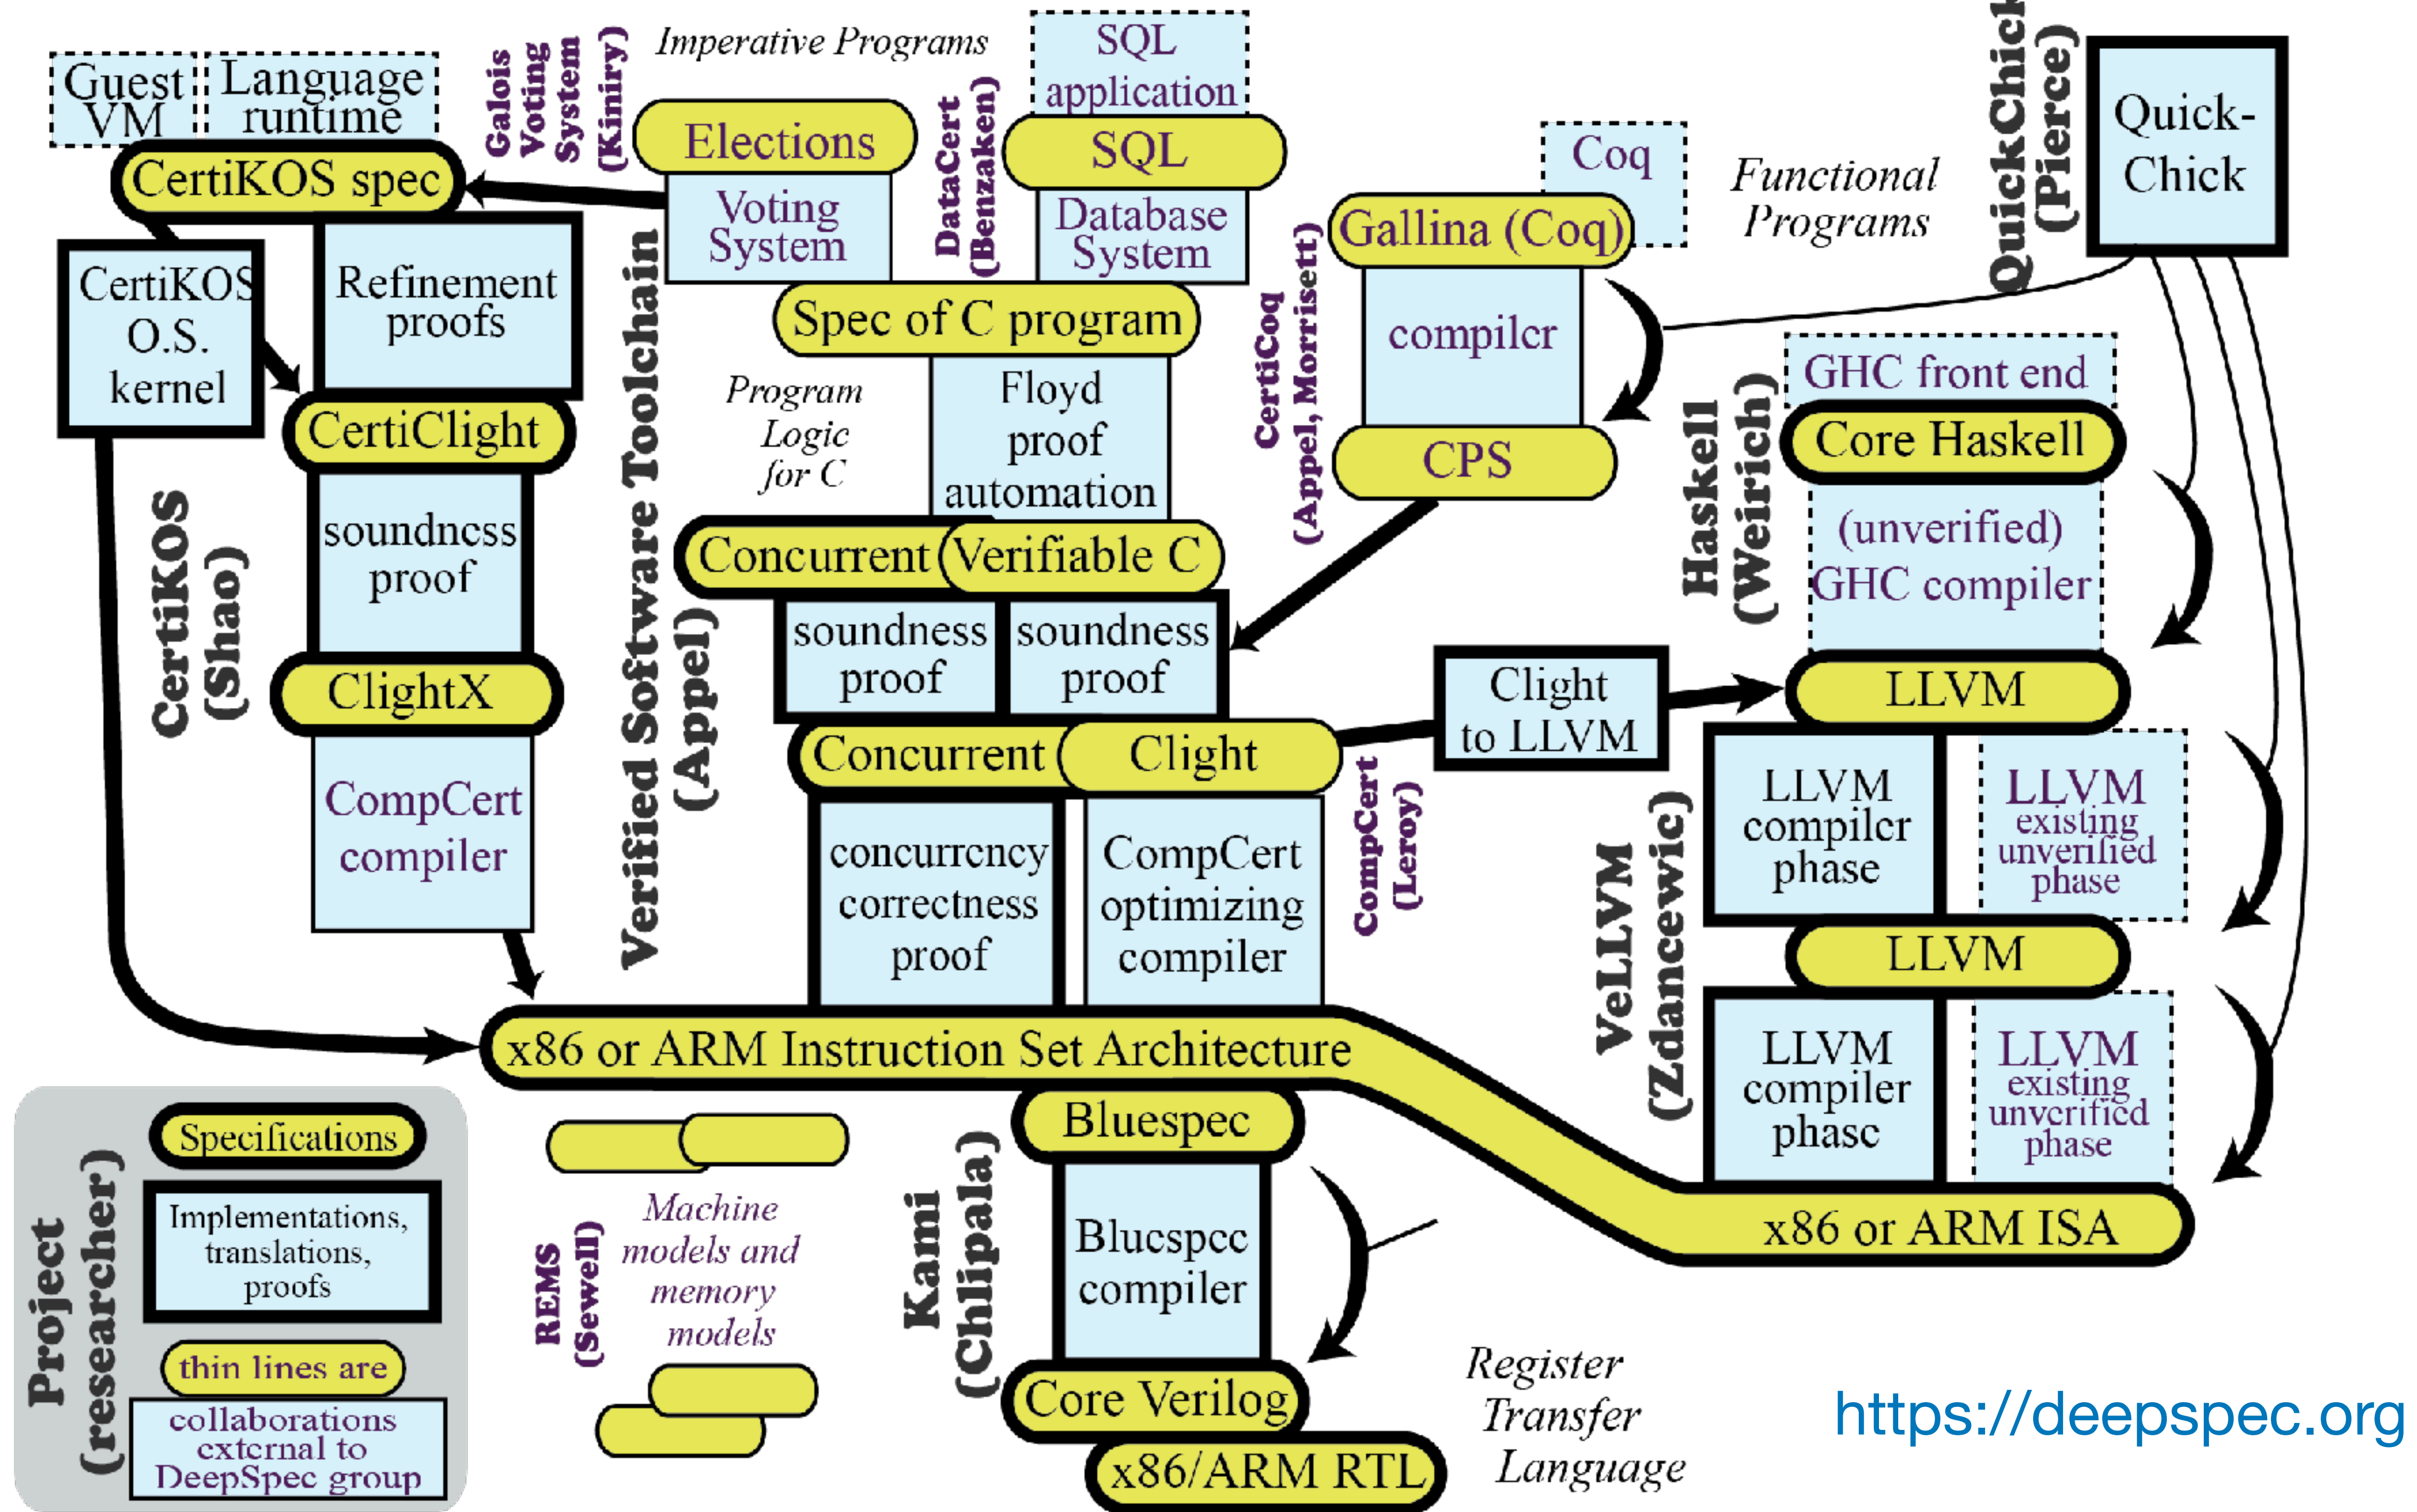 Guest
VM
Language
runtime
CertiKOS spec
CertiKOS
O.S.
kernel
Refinement
proofs
CertiClight
soundness
proof
ClightX
CompCert
compiler
CertiKOS
(Shao)
Galois
Voting
System
(Kiniry)
Imperative Programs
Elections
Voting
System
DataCert
(Benzaken)
SQL
application
SQL
Database
System
Spec of C program
Verified Software Toolchain
(Appel)
Program
Logic
for C
Floyd
proof
automation
Concurrent
Verifiable C
soundness
proof
soundness
proof
Concurrent
Clight
concurrency
correctness
proof
CompCert
optimizing
compiler
CompCert
(Leroy)
Coq
Gallina (Coq)
compiler
CPS
CertiCoq
(Appel, Morrisett)
Functional
Programs
QuickChick
(Pierce)
Quick-
Chick
Haskell
(Weirich)
GHC front end
Core Haskell
(unverified)
GHC compiler
Clight
to LLVM
LLVM
LLVM
compiler
phase
LLVM
existing
unverified
phase
VeLLVM
(Zdancewic)
LLVM
LLVM
compiler
phase
LLVM
existing
unverified
phase
x86 or ARM Instruction Set Architecture
x86 or ARM ISA
Bluespec
Bluespec
compiler
Kami
(Chlipala)
Core Verilog
x86/ARM RTL
Register
Transfer
Language
REMS
(Sewell)
Machine
models and
memory
models
Project
(researcher)
Specifications
Implementations,
translations,
proofs
thin lines are
collaborations
external to
DeepSpec group
https://deepspec.org